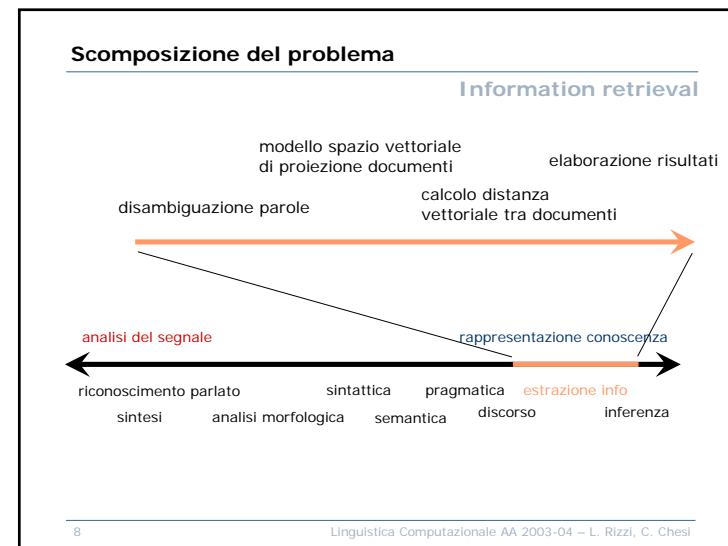 Scomposizione del problema
Information retrieval
modello spazio vettoriale
di proiezione documenti
elaborazione risultati
disambiguazione parole
calcolo distanza
vettoriale tra documenti
analisi del segnale
rappresentazione conoscenza
riconoscimento parlato
sintattica
pragmatica
estrazione info
sintesi
analisi morfologica
semantica
discorso
inferenza
8
Linguistica Computazionale AA 2003-04 – L. Rizzi, C. Chesi